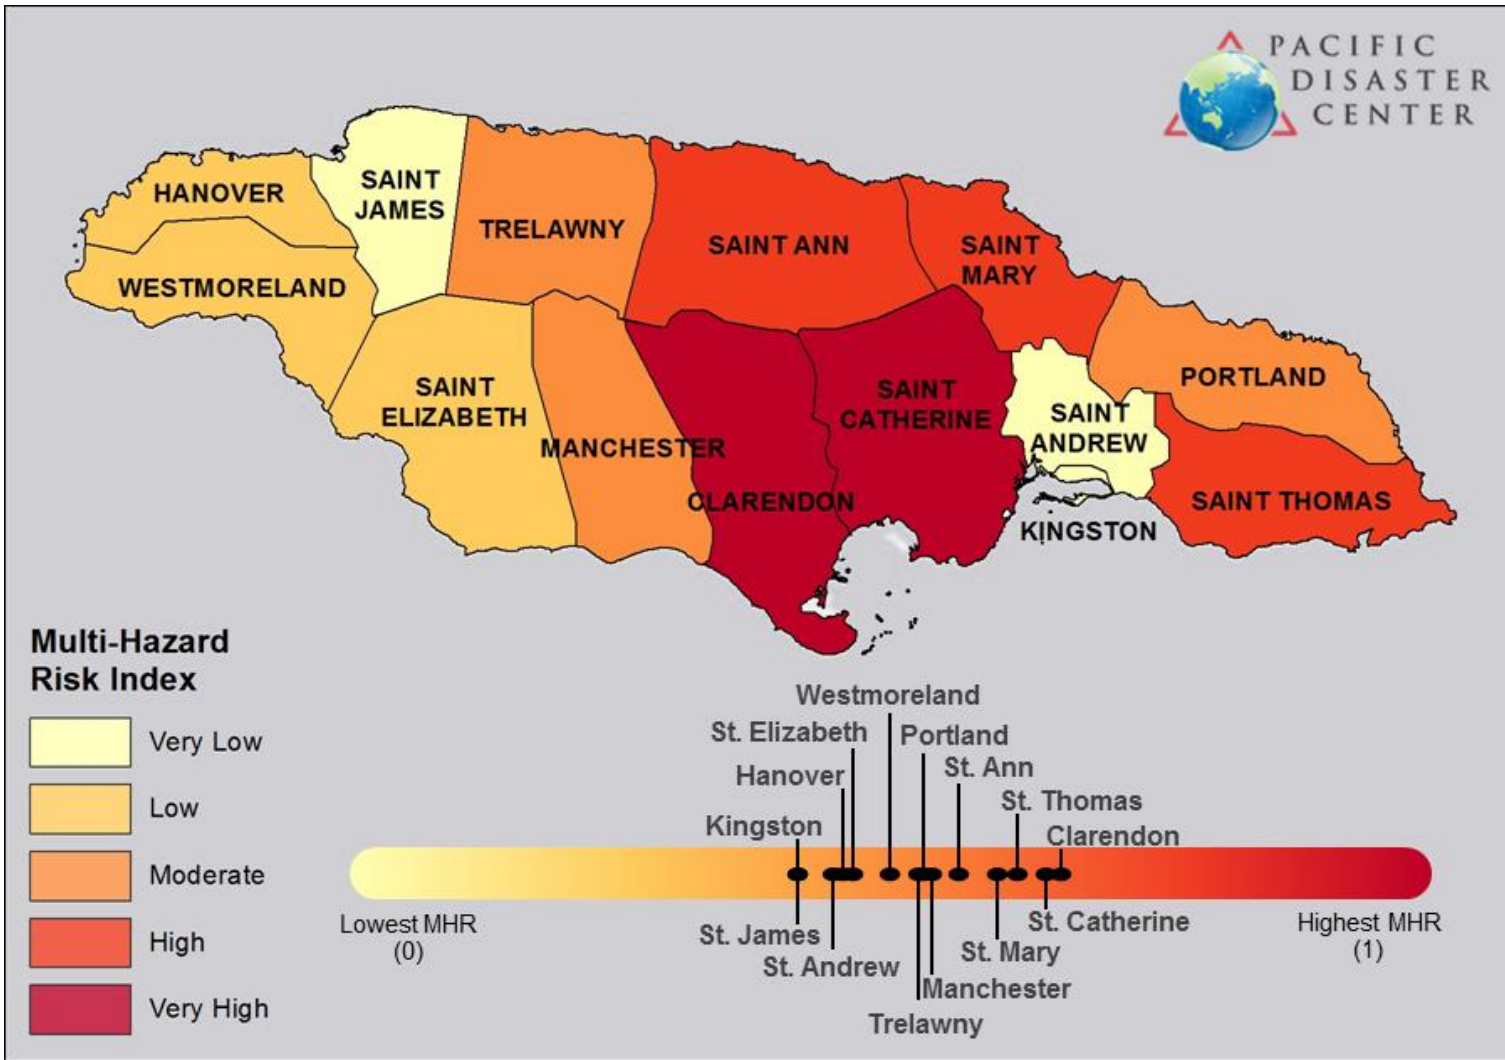 PACIFIC
DISASTER
CENTER
HANOVER
SAINT
JAMES
TRELAWNY
SAINT ANN
SAINT
MARY
WESTMORELAND
SAINT
ELIZABETH
MANCHESTER
CLARENDON
SAINT
CATHERINE
SAINT
ANDREW
PORTLAND
SAINT THOMAS
KINGSTON
Multi-Hazard
Risk Index
Very Low
Low
Moderate
High
Very High
Westmoreland
St. Elizabeth
Portland
Hanover
St. Ann
St. Thomas
Kingston
Clarendon
Lowest MHR
(0)
St. James
St. Andrew
St. Catherine
St. Mary
Manchester
Trelawny
Highest MHR
(1)